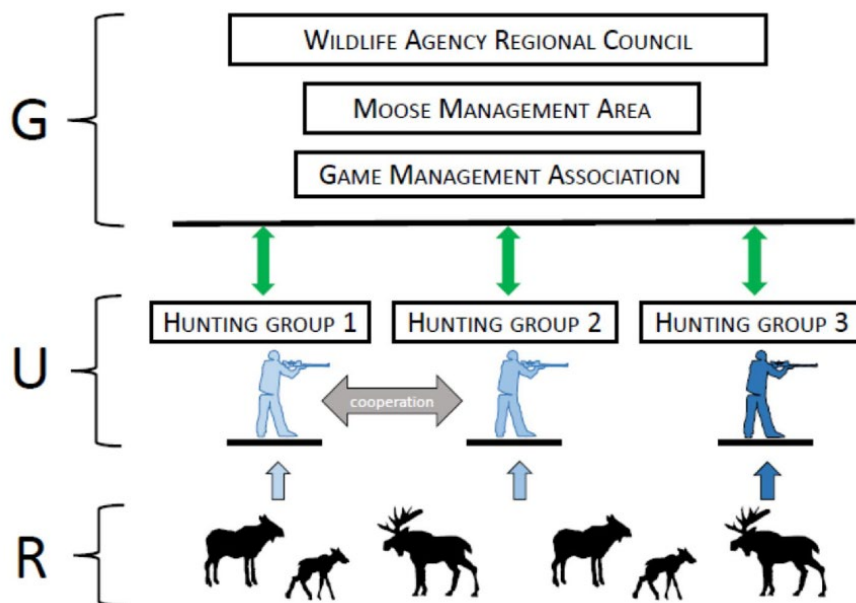 G
WILDLIFE AGENCY REGIONAL COUNCIL
MOOSE MANAGEMENT AREA
GAME MANAGEMENT ASSOCIATION
U
HUNTING GROUP 1
HUNTING GROUP 2
HUNTING GROUP 3
cooperation
R